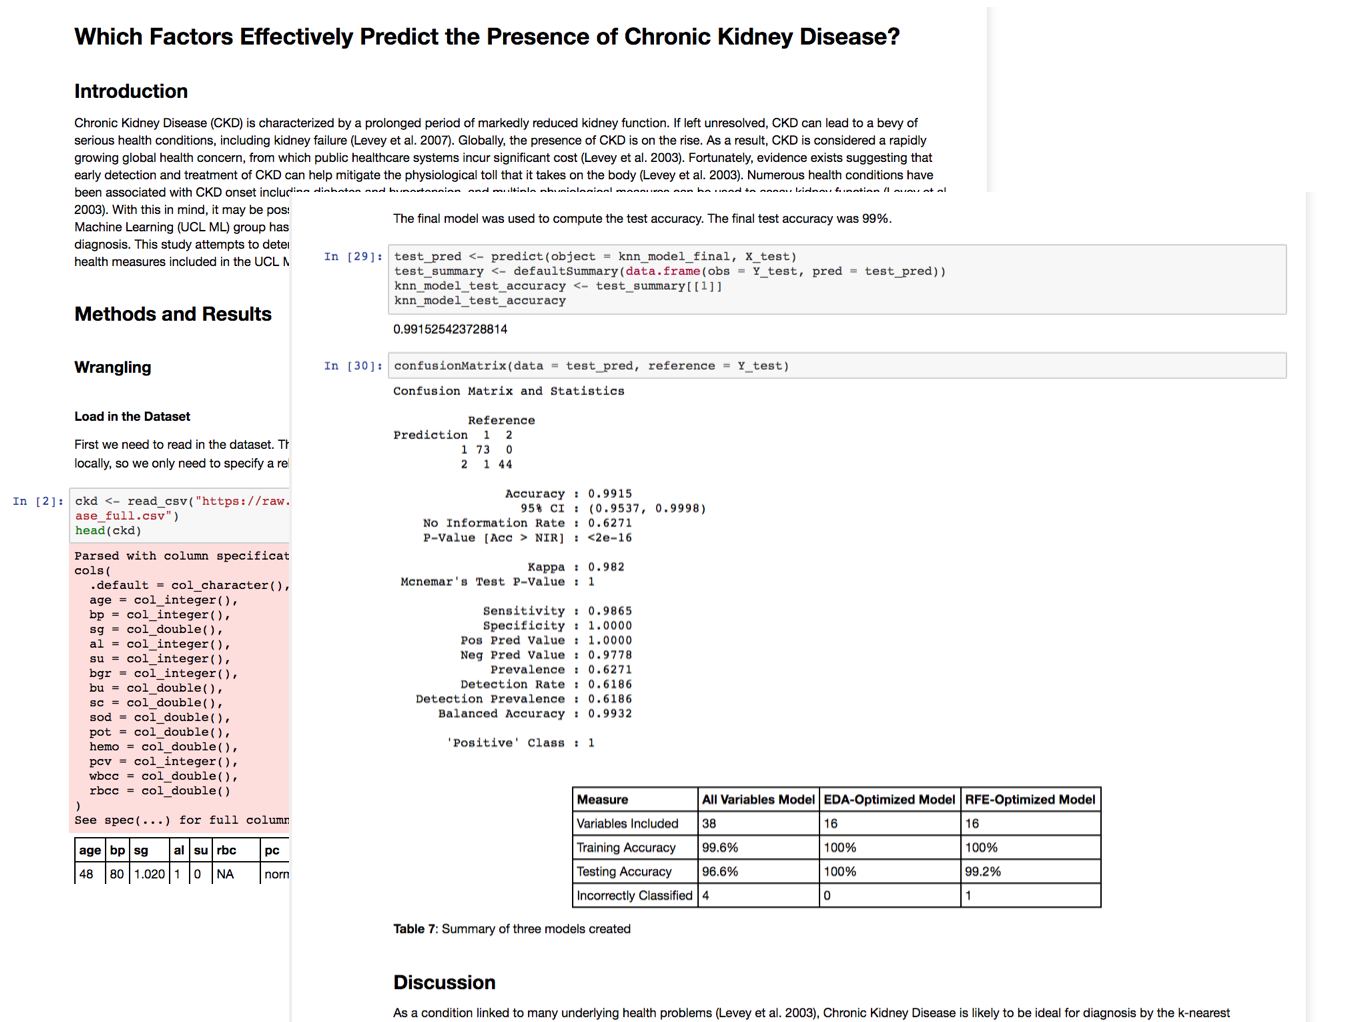 Which Factors Effectively Predict the Presence of Chronic Kidney Disease?
Introduction
Chronic Kidney Disease (CKD) is characterized by a prolonged period of markedly reduced kidney function. If left unresolved, CKD can lead to a bevy of
serious health conditions, including kidney failure (Levey et al. 2007). Globally, the presence of CKD is on the rise. As a result, CKD is considered a rapidly
growing global health concern, from which public healthcare systems incur significant cost (Levey et al. 2003). Fortunately, evidence exists suggesting that
early detection and treatment of CKD can help mitigate the physiological toll that it takes on the body (Levey et al. 2003). Numerous health conditions have
been associated with CKD onset including diabetes and hypertension, and multiple physiological measures can be used to assay kidney function (Levey et al.
2003). With this in mind, it may be
Machine Learning (UCL ML) group has
diagnosis. This study attempts to
health measures included in the UCL
Methods and Results
Wrangling
Load in the Dataset
First we need to read in the dataset.
locally, so we only need to specify a
In [2]: ckd <- read_csv("https://raw.
ase_full.csv")
head(ckd)
Parsed with column specificat
cols(
.default = col_character(),
age = col_integer(),
bp = col_integer(),
sg = col_double(),
al = col_integer(),
su = col_integer(),
bgr = col_integer(),
bu = col_double(),
sc = col_double(),
sod = col_double(),
pot = col_double(),
hemo = col_double(),
pcv = col_integer(),
wbcc = col_double(),
rbcc = col_double()
)
See spec(...) for full column
age bp sg al su rbc pc
48 80 1.020 1 0 NA norn
The final model was used to compute the test accuracy. The final test accuracy was 99%.
In [29]: test_pred <- predict(object = knn_model_final, X_test)
test_summary <- defaultSummary(data.frame(obs = Y_test, pred = test_pred))
knn_model_test_accuracy <- test_summary[[1]]
knn_model_test_accuracy
0.991525423728814
In [30]: confusionMatrix(data = test_pred, reference = Y_test)
Confusion Matrix and Statistics
Reference
Prediction 1 2
1 73 0
2 1 44
Accuracy : 0.9915
95% CI : (0.9537, 0.9998)
No Information Rate : 0.6271
P-Value [Acc > NIR] : <2e-16
Kappa : 0.982
Mcnemar's Test P-Value : 1
Sensitivity : 0.9865
Specificity : 1.0000
Pos Pred Value : 1.0000
Neg Pred Value : 0.9778
Prevalence : 0.6271
Detection Rate : 0.6186
Detection Prevalence : 0.6186
Balanced Accuracy : 0.9932
'Positive' Class : 1
Measure All Variables Model EDA-Optimized Model RFE-Optimized Model
Variables Included 38 16 16
Training Accuracy 99.6% 100% 100%
Testing Accuracy 96.6% 100% 99.2%
Incorrectly Classified 4 0 1
Table 7: Summary of three models created
Discussion
As a condition linked to many underlying health problems (Levey et al. 2003), Chronic Kidney Disease is likely to be ideal for diagnosis by the k-nearest